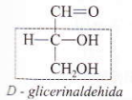 CH=O
H-C-OH
CH₂OH
D - glicerinaldehida